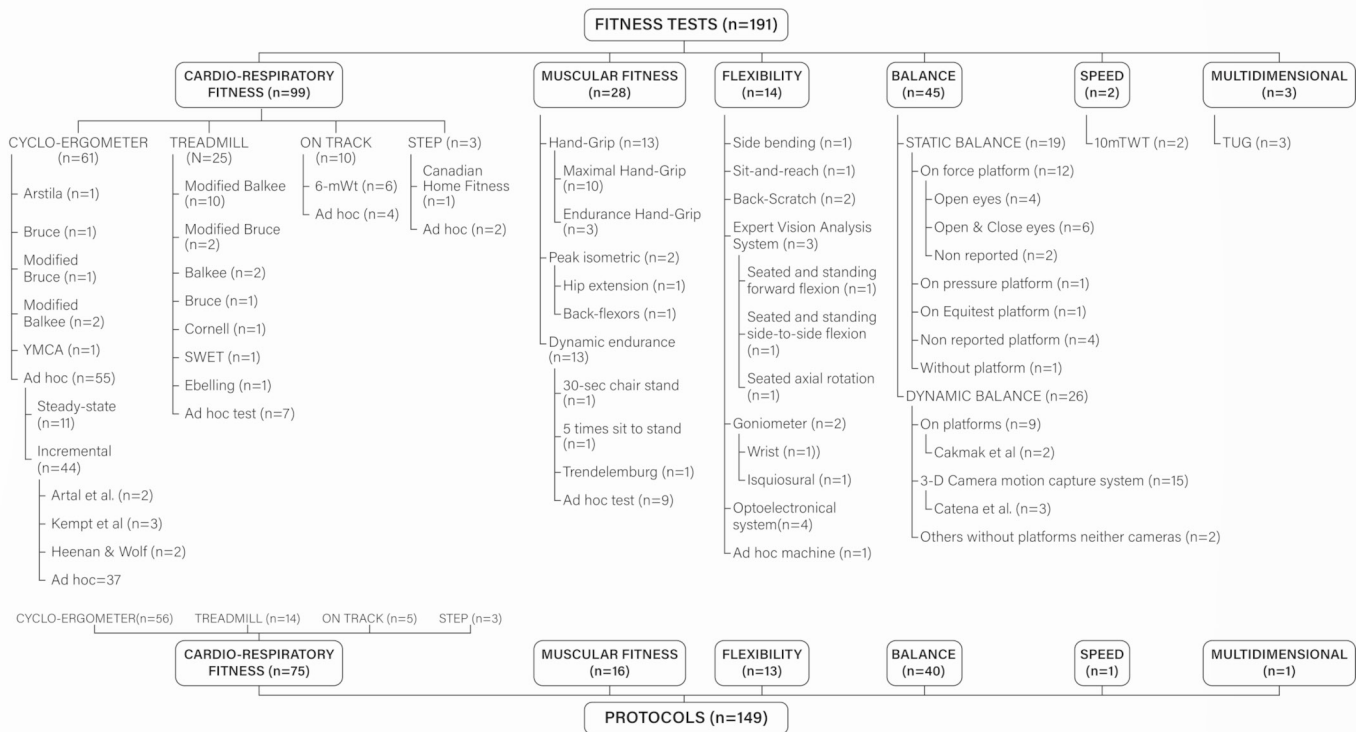 FITNESS TESTS (n=191)
CARDIO-RESPIRATORY
FITNESS (n=99)
CYCLO-ERGOMETER
(n=61)
Arstila (n=1)
Bruce (n=1)
Modified
Bruce (n=1)
Modified
Balkee (n=2)
YMCA (n=1)
Ad hoc (n=55)
Steady-state
(n=11)
Incremental
(n=44)
Artal et al. (n=2)
Kempt et al (n=3)
Heenan & Wolf (n=2)
Ad hoc=37
TREADMILL
(N=25)
Modified Balkee
(n=10)
Modified Bruce
(n=2)
Balkee (n=2)
Bruce (n=1)
Cornell (n=1)
SWET (n=1)
Ebelling (n=1)
Ad hoc test (n=7)
ON TRACK
(n=10)
6-mWt (n=6)
Ad hoc (n=4)
STEP (n=3)
Canadian
Home Fitness
(n=1)
Ad hoc (n=2)
MUSCULAR FITNESS
(n=28)
Hand-Grip (n=13)
Maximal Hand-Grip
(n=10)
Endurance Hand-Grip
(n=3)
Peak isometric (n=2)
Hip extension (n=1)
Back-flexors (n=1)
Dynamic endurance
(n=13)
30-sec chair stand
(n=1)
5 times sit to stand
(n=1)
Trendelemburg (n=1)
Ad hoc test (n=9)
FLEXIBILITY
(n=14)
Side bending (n=1)
Sit-and-reach (n=1)
Back-Scratch (n=2)
Expert Vision Analysis
System (n=3)
Seated and standing
forward flexion (n=1)
Seated and standing
side-to-side flexion
(n=1)
Seated axial rotation
(n=1)
Goniometer (n=2)
Wrist (n=1))
Isquiosural (n=1)
Optoelectronical
system(n=4)
Ad hoc machine (n=1)
BALANCE
(n=45)
STATIC BALANCE (n=19)
On force platform (n=12)
Open eyes (n=4)
Open & Close eyes (n=6)
Non reported (n=2)
On pressure platform (n=1)
On Equitest platform (n=1)
Non reported platform (n=4)
Without platform (n=1)
DYNAMIC BALANCE (n=26)
On platforms (n=9)
Cakmak et al (n=2)
3-D Camera motion capture system (n=15)
Catena et al. (n=3)
Others without platforms neither cameras (n=2)
SPEED
(n=2)
10mTWT (n=2)
MULTIDIMENSIONAL
(n=3)
TUG (n=3)
CYCLO-ERGOMETER(n=56)
TREADMILL (n=14)
ON TRACK (n=5)
STEP (n=3)
CARDIO-RESPIRATORY
FITNESS (n=75)
MUSCULAR FITNESS
(n=16)
FLEXIBILITY
(n=13)
BALANCE
(n=40)
SPEED
(n=1)
MULTIDIMENSIONAL
(n=1)
PROTOCOLS (n=149)